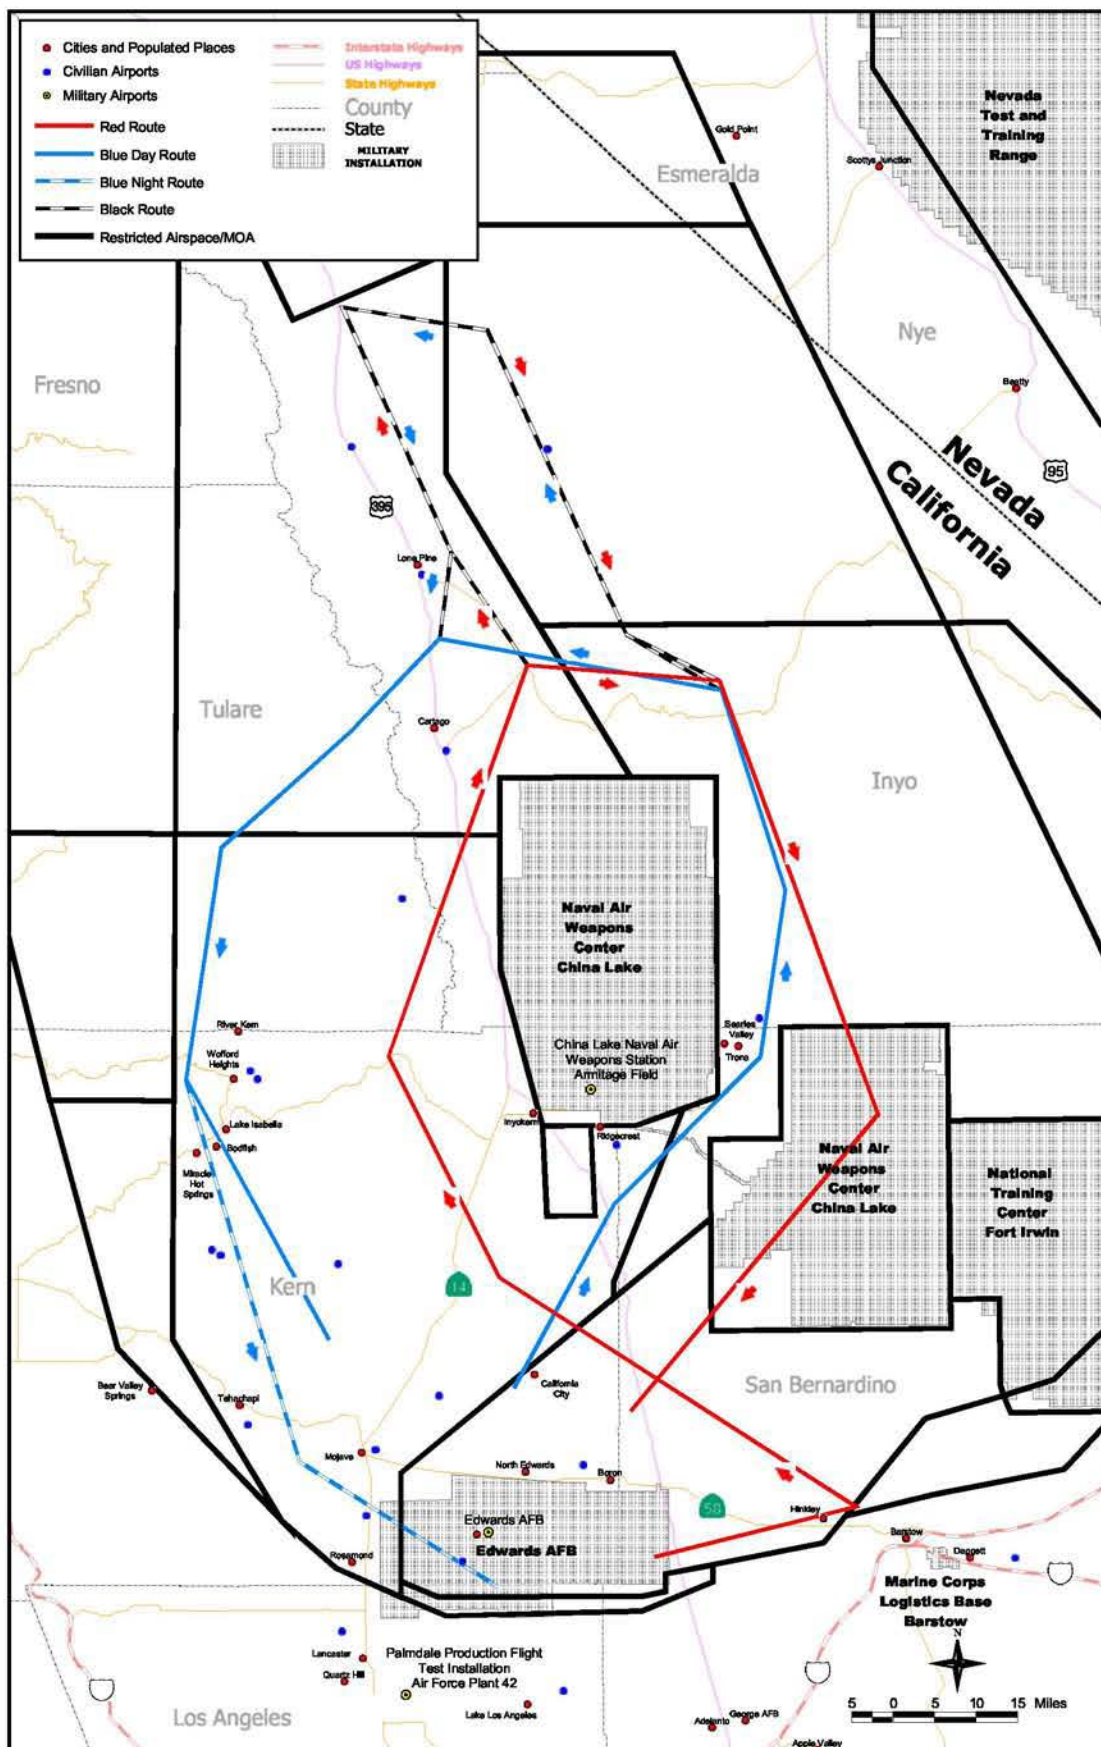 Cities and Populated Places
Civilian Airports
Military Airports
Red Route
Blue Day Route
Blue Night Route
Black Route
Restricted Airspace/MOA
Interstate Highways
US Highways
State Highways
County
State
MILITARY
INSTALLATION
Gold Point
Esmeralda
Scottys Junction
Nevada
Test and
Training
Range
Nye
Fresno
Beatty
Nevada
California
95
395
Lone Pine
Tulare
Cartago
Inyo
Naval Air
Weapons
Center
China Lake
River Kern
Wofford
Heights
China Lake Naval Air
Weapons Station
Armitage Field
Searles
Valley
Trona
Inyokern
Ridgecrest
Lake Isabella
Bodfish
Miracle
Hot
Springs
Naval Air
Weapons
Center
China Lake
National
Training
Center
Fort Irwin
Kern
14
California
City
San Bernardino
Bear Valley
Springs
Tehachapi
Mojave
North Edwards
Boron
58
Hinkley
Edwards AFB
Edwards AFB
Rosamond
Barstow
Daggett
Marine Corps
Logistics Base
Barstow
N
Lancaster
Quartz Hill
Palmdale Production Flight
Test Installation
Air Force Plant 42
Lake Los Angeles
Los Angeles
Adelanto
George AFB
Apple Valley
5 0 5 10 15 Miles